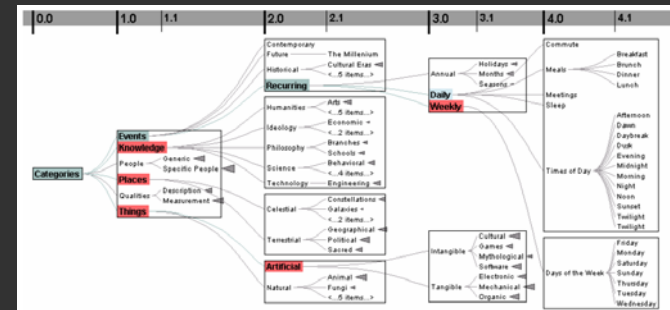 0.0 1.0 1.1 2.0 2.1 3.0 3.1 4.0 4.1
Categories
Events
Knowledge
People
Generic
Specific People
Places
Qualities
Description
Measurement
Things
Contemporary
Future
The Millenium
Historical
Cultural Eras
<...5 items...>
Recurring
Humanities
Arts
<...5 items...>
Ideology
Economic
<...2 items...>
Philosophy
Branches
Schools
Science
Behavioral
<...4 items...>
Technology
Engineering
Celestial
Constellations
Galaxies
<...2 items...>
Terrestrial
Geographical
Political
Sacred
Artificial
Natural
Animal
Fungi
<...5 items...>
Annual
Holidays
Months
Seasons
Daily
Weekly
Intangible
Cultural
Games
Mythological
Software
Tangible
Electronic
Mechanical
Organic
Commute
Meals
Breakfast
Brunch
Dinner
Lunch
Meetings
Sleep
Times of Day
Afternoon
Dawn
Daybreak
Dusk
Evening
Midnight
Morning
Night
Noon
Sunset
Twilight
Twilight
Days of the Week
Friday
Monday
Saturday
Sunday
Thursday
Tuesday
Wednesday